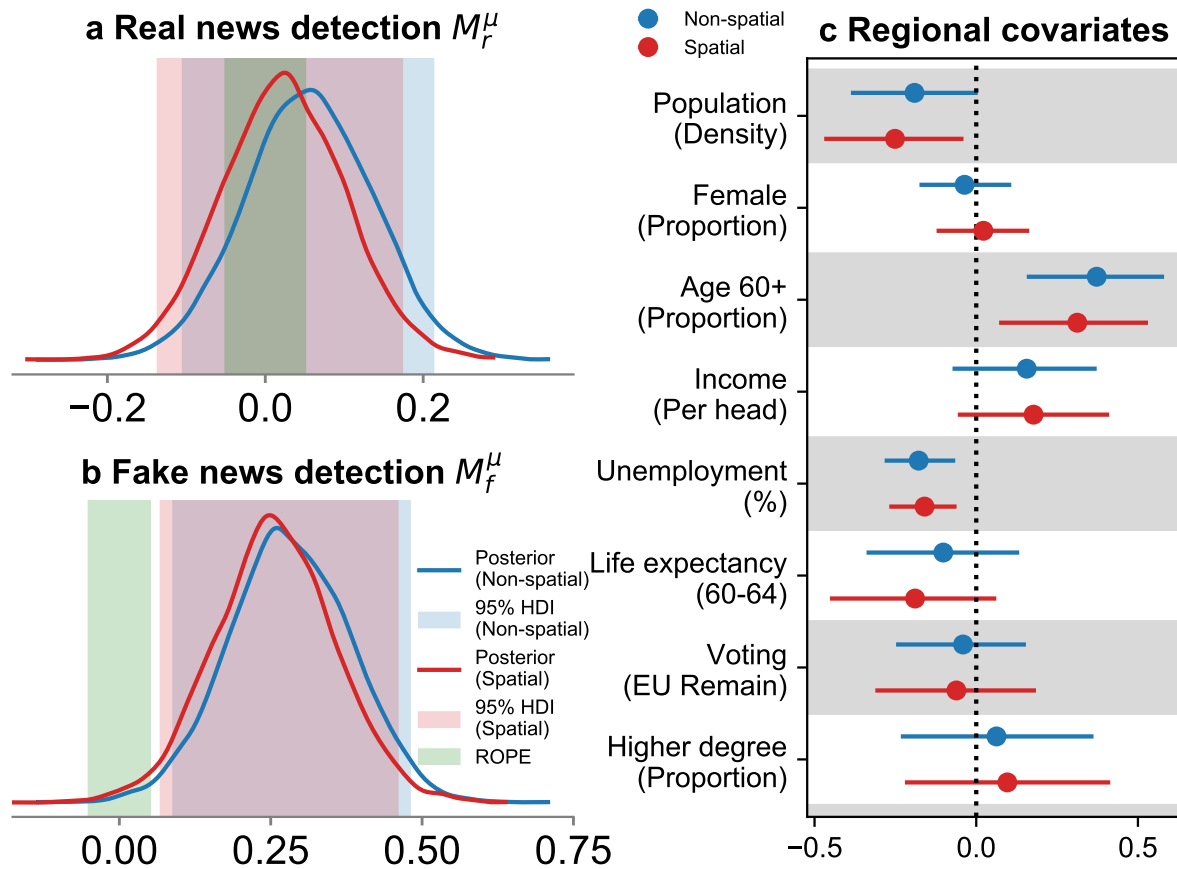 a Real news detection M_r^μ
−0.2
0.0
0.2
b Fake news detection M_f^μ
Posterior
(Non-spatial)
95% HDI
(Non-spatial)
Posterior
(Spatial)
95% HDI
(Spatial)
ROPE
0.00
0.25
0.50
0.75
Non-spatial
Spatial
c Regional covariates
Population
(Density)
Female
(Proportion)
Age 60+
(Proportion)
Income
(Per head)
Unemployment
(%)
Life expectancy
(60-64)
Voting
(EU Remain)
Higher degree
(Proportion)
−0.5
0.0
0.5